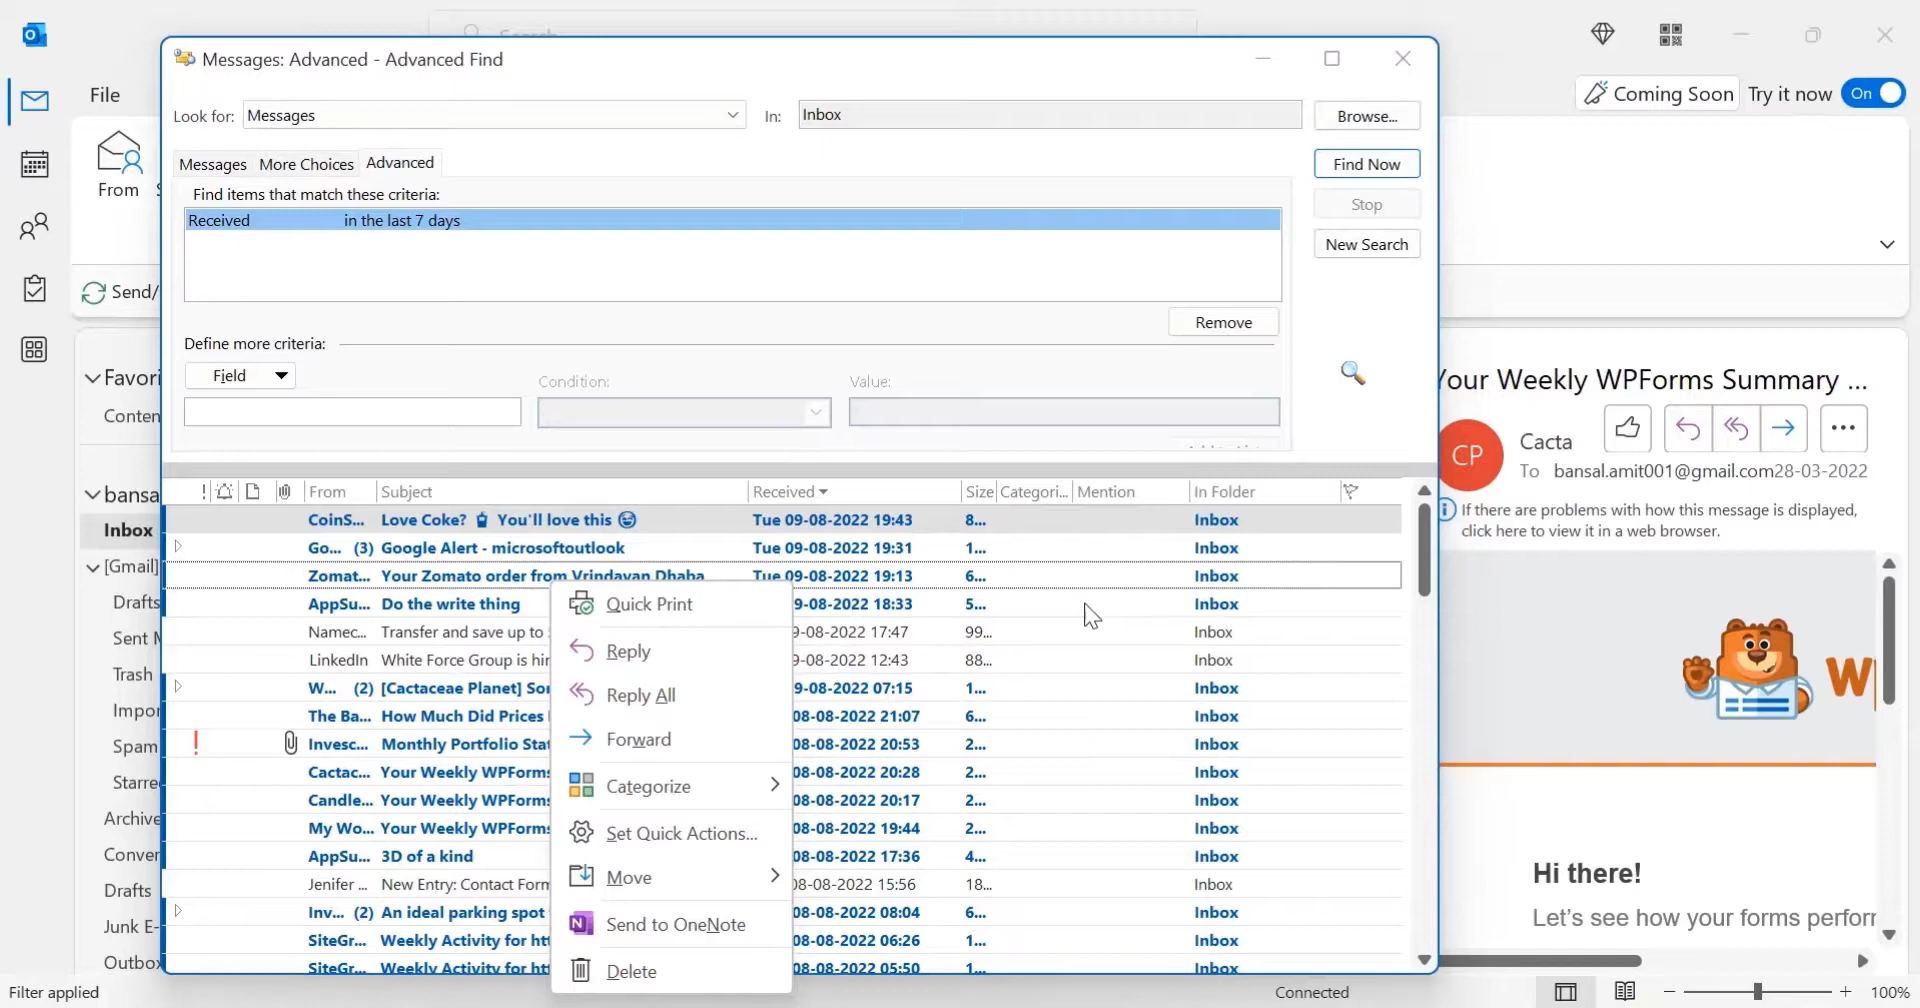 Search
Messages: Advanced - Advanced Find
File
Coming Soon
Try it now
On
Look for:
Messages
In:
Inbox
Browse...
Messages
More Choices
Advanced
Find Now
From
Find items that match these criteria:
Received in the last 7 days
Stop
New Search
Send/
Remove
Define more criteria:
Field
Condition:
Value:
Favori
Conten
bansa
Inbox
[Gmail]
Drafts
Sent M
Trash
Impor
Spam
Starre
Archive
Conver
Drafts
Junk E-
Outbox
! From Subject Received Size Categori... Mention In Folder
CoinS... Love Coke? 🥤 You'll love this 😄 Tue 09-08-2022 19:43 8... Inbox
Go... (3) Google Alert - microsoftoutlook Tue 09-08-2022 19:31 1... Inbox
Zomat... Your Zomato order from Vrindavan Dhaba Tue 09-08-2022 19:13 6... Inbox
AppSu... Do the write thing 9-08-2022 18:33 5... Inbox
Namec... Transfer and save up to 9-08-2022 17:47 99... Inbox
LinkedIn White Force Group is hir 9-08-2022 12:43 88... Inbox
W... (2) [Cactaceae Planet] Sor 9-08-2022 07:15 1... Inbox
The Ba... How Much Did Prices 08-08-2022 21:07 6... Inbox
! Invesc... Monthly Portfolio Sta 08-08-2022 20:53 2... Inbox
Cactac... Your Weekly WPForms 08-08-2022 20:28 2... Inbox
Candle... Your Weekly WPForms 08-08-2022 20:17 2... Inbox
My Wo... Your Weekly WPForms 08-08-2022 19:44 2... Inbox
AppSu... 3D of a kind 08-08-2022 17:36 4... Inbox
Jenifer ... New Entry: Contact Forn 08-08-2022 15:56 18... Inbox
Inv... (2) An ideal parking spot 08-08-2022 08:04 6... Inbox
SiteGr... Weekly Activity for htt 08-08-2022 06:26 1... Inbox
SiteGr... Weekly Activity for htt 08-08-2022 05:50 1... Inbox
Quick Print
Reply
Reply All
Forward
Categorize
Set Quick Actions...
Move
Send to OneNote
Delete
Your Weekly WPForms Summary ...
CP
Cacta
To bansal.amit001@gmail.com
28-03-2022
If there are problems with how this message is displayed,
click here to view it in a web browser.
W
Hi there!
Let's see how your forms perforr
Filter applied
Connected
100%